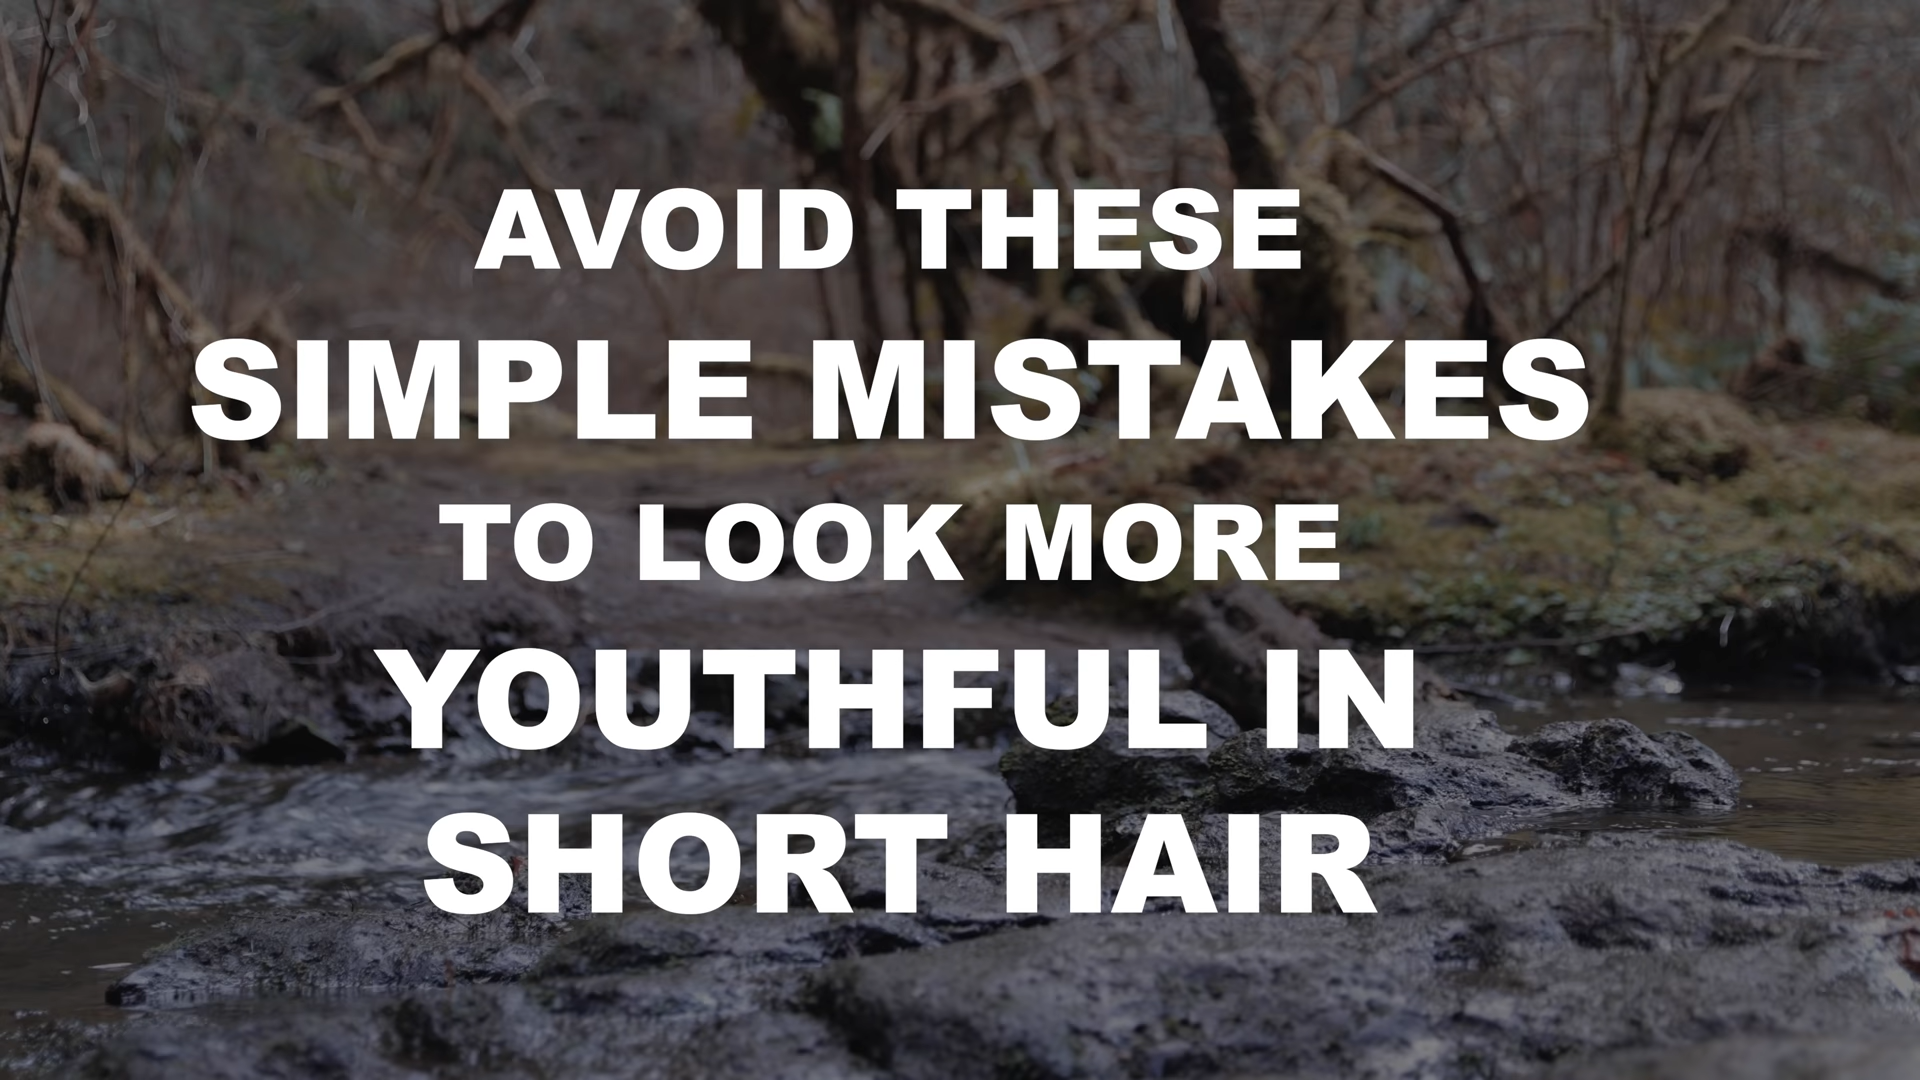 AVOID THESE
SIMPLE MISTAKES
TO LOOK MORE
YOUTHFUL IN
SHORT HAIR